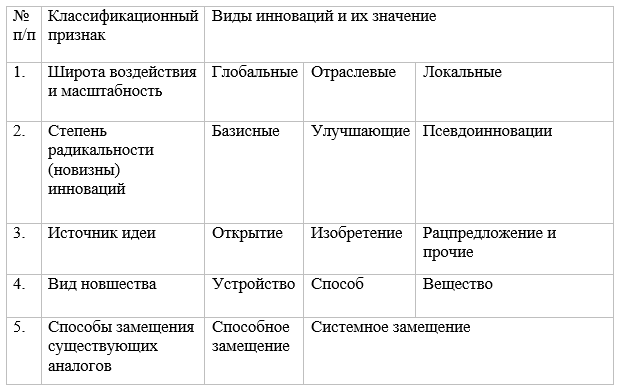 № Классификационный Виды инноваций и их значение
п/п признак
1. Широта воздействия Глобальные Отраслевые Локальные
и масштабность
2. Степень Базисные Улучшающие Псевдоинновации
радикальности
(новизны)
инноваций
3. Источник идеи Открытие Изобретение Рацпредложение и
прочие
4. Вид новшества Устройство Способ Вещество
5. Способы замещения Способное Системное замещение
существующих замещение
аналогов